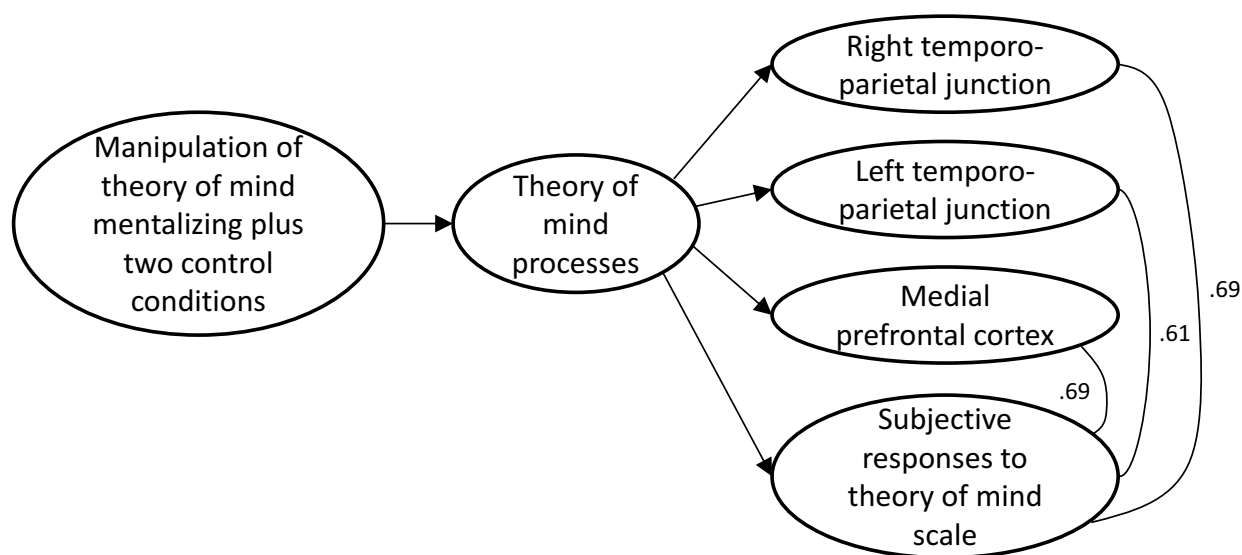 Manipulation of
theory of mind
mentalizing plus
two control
conditions
Theory of
mind
processes
Right temporo-
parietal junction
Left temporo-
parietal junction
Medial
prefrontal cortex
Subjective
responses to
theory of mind
scale
.69
.61
.69